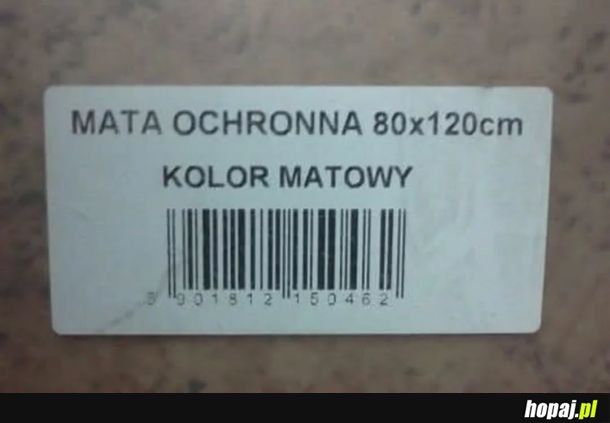 MATA OCHRONNA 80x120cm
KOLOR MATOWY
5 901812 150462
hopaj.pl